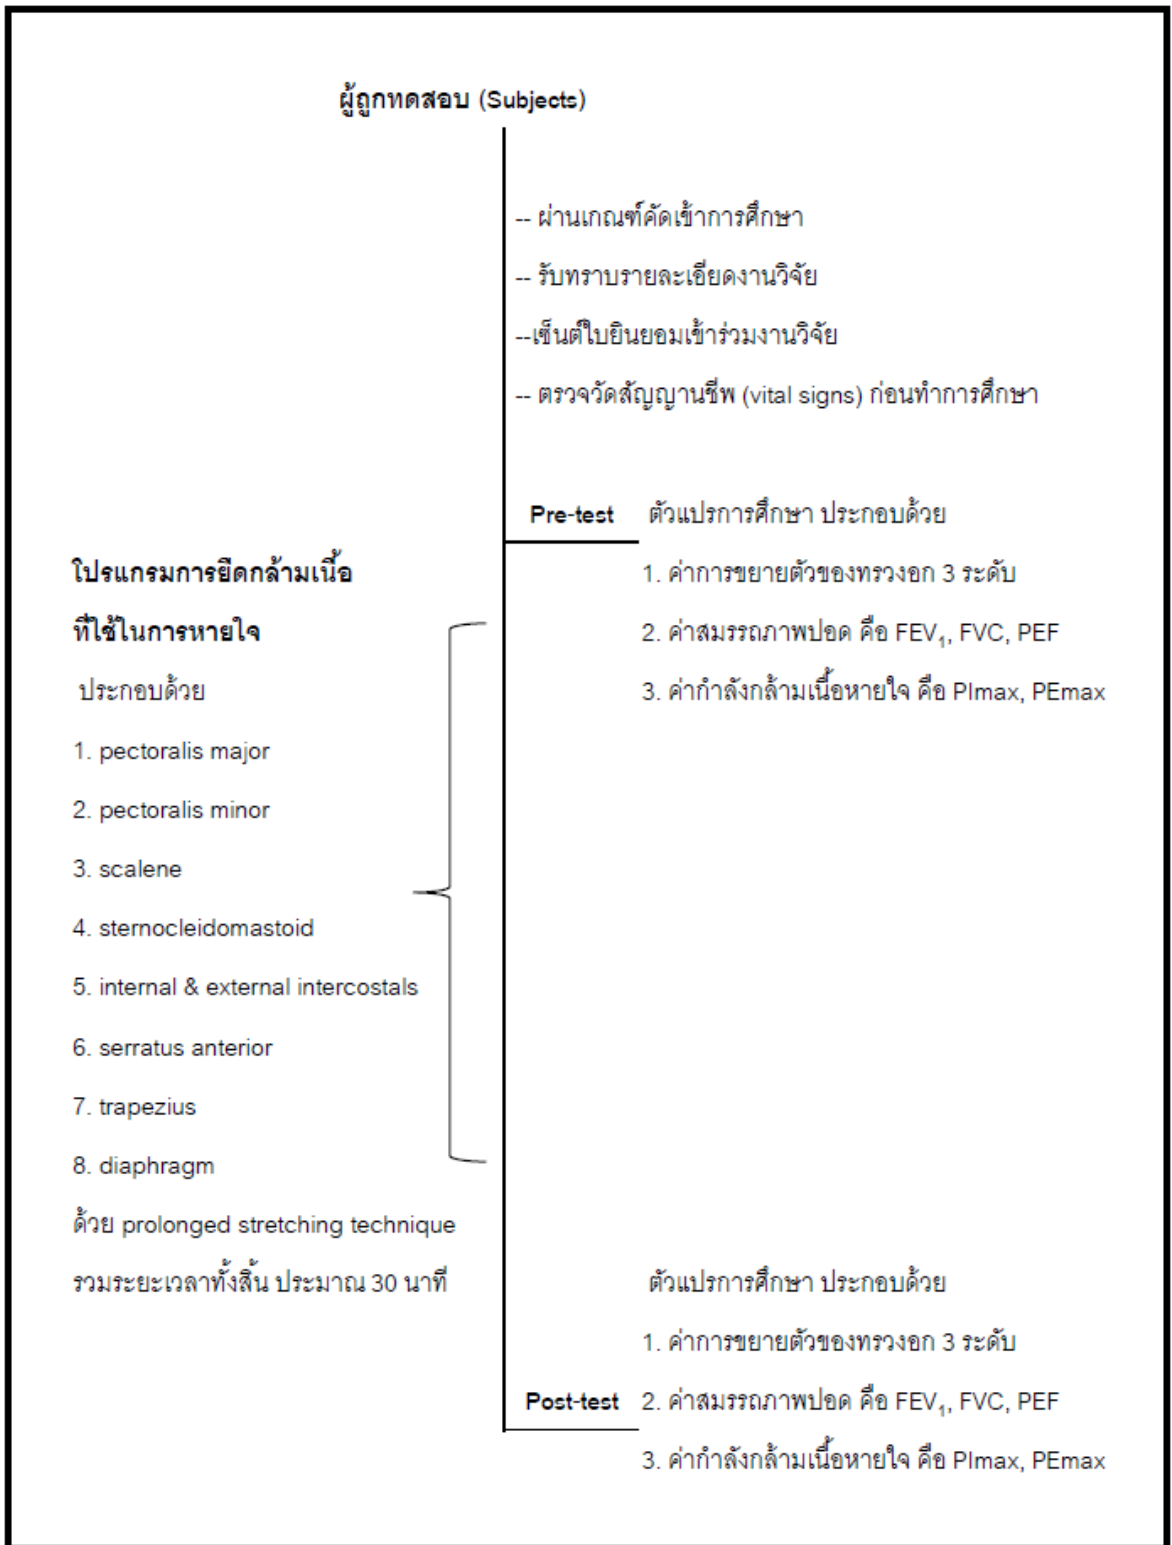 ผู้ถูกทดสอบ (Subjects)
-- ผ่านเกณฑ์คัดเข้าการศึกษา
-- รับทราบรายละเอียดงานวิจัย
--เซ็นต์ใบยินยอมเข้าร่วมงานวิจัย
-- ตรวจวัดสัญญานชีพ (vital signs) ก่อนทำการศึกษา
Pre-test ตัวแปรการศึกษา ประกอบด้วย
1. ค่าการขยายตัวของทรวงอก 3 ระดับ
2. ค่าสมรรถภาพปอด คือ FEV₁, FVC, PEF
3. ค่ากำลังกล้ามเนื้อหายใจ คือ PImax, PEmax
โปรแกรมการยืดกล้ามเนื้อ
ที่ใช้ในการหายใจ
ประกอบด้วย
1. pectoralis major
2. pectoralis minor
3. scalene
4. sternocleidomastoid
5. internal & external intercostals
6. serratus anterior
7. trapezius
8. diaphragm
ด้วย prolonged stretching technique
รวมระยะเวลาทั้งสิ้น ประมาณ 30 นาที
ตัวแปรการศึกษา ประกอบด้วย
1. ค่าการขยายตัวของทรวงอก 3 ระดับ
Post-test 2. ค่าสมรรถภาพปอด คือ FEV₁, FVC, PEF
3. ค่ากำลังกล้ามเนื้อหายใจ คือ PImax, PEmax